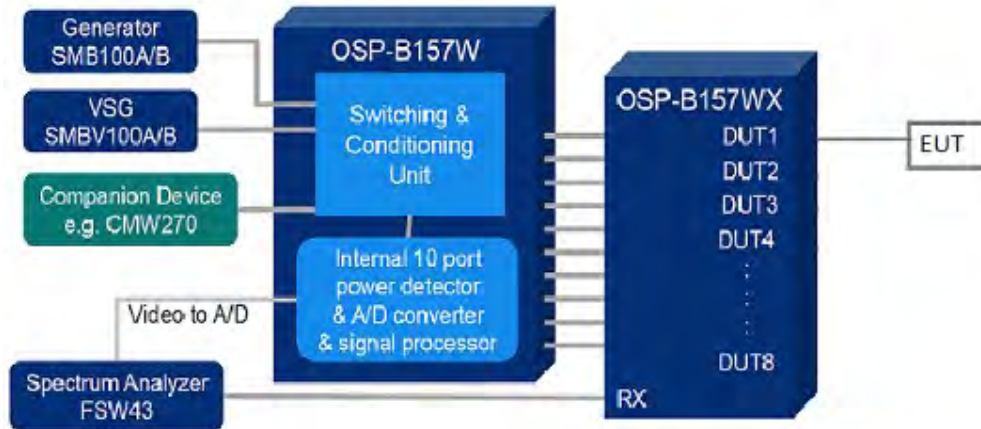 Generator
SMB100A/B
VSG
SMBV100A/B
Companion Device
e.g. CMW270
Video to A/D
Spectrum Analyzer
FSW43
OSP-B157W
Switching &
Conditioning
Unit
Internal 10 port
power detector
& A/D converter
& signal processor
OSP-B157WX
DUT1
DUT2
DUT3
DUT4
DUT8
RX
EUT